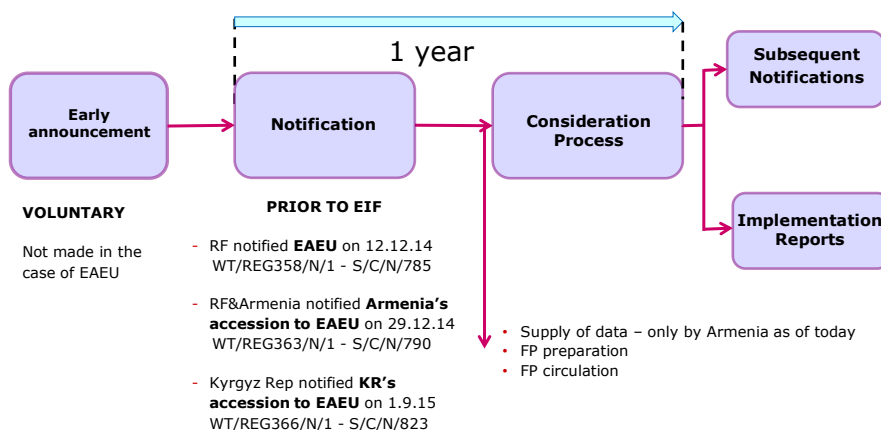 1 year
Early
announcement
Notification
Consideration
Process
Subsequent
Notifications
Implementation
Reports
VOLUNTARY
Not made in the
case of EAEU
PRIOR TO EIF
- RF notified EAEU on 12.12.14
WT/REG358/N/1 - S/C/N/785
- RF&Armenia notified Armenia’s
accession to EAEU on 29.12.14
WT/REG363/N/1 - S/C/N/790
- Kyrgyz Rep notified KR’s
accession to EAEU on 1.9.15
WT/REG366/N/1 - S/C/N/823
• Supply of data – only by Armenia as of today
• FP preparation
• FP circulation